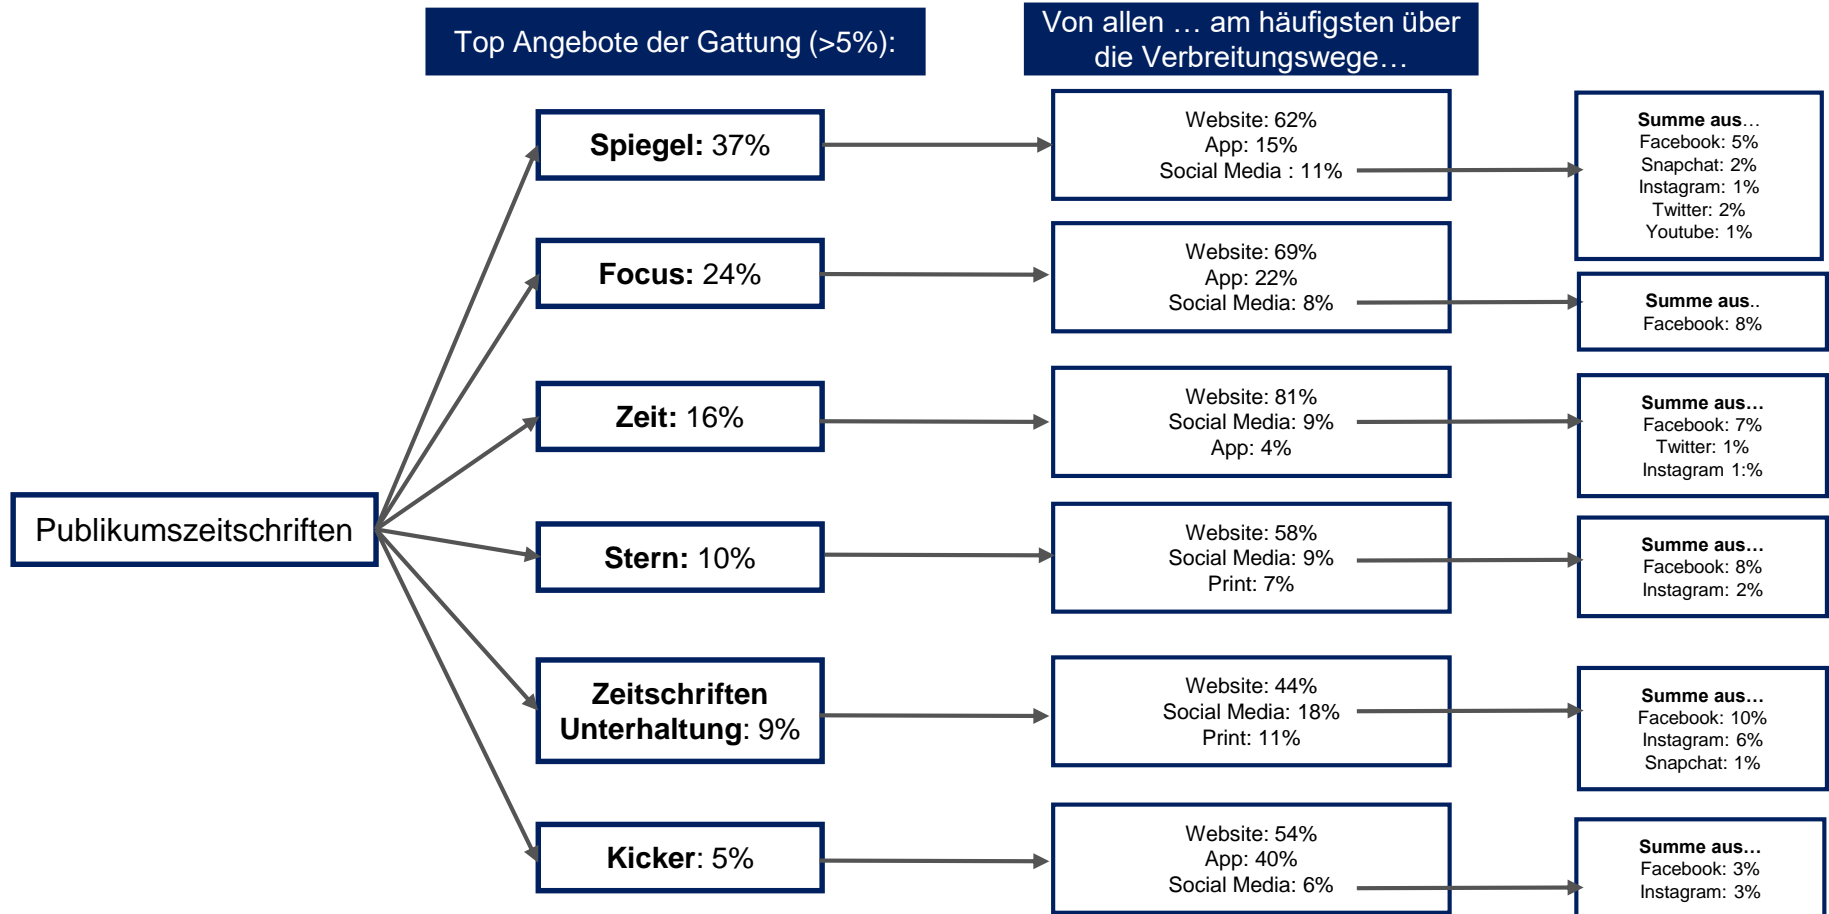 Top Angebote der Gattung (>5%):
Von allen … am häufigsten über
die Verbreitungswege…
Publikumszeitschriften
Spiegel: 37%
Website: 62%
App: 15%
Social Media : 11%
Summe aus…
Facebook: 5%
Snapchat: 2%
Instagram: 1%
Twitter: 2%
Youtube: 1%
Focus: 24%
Website: 69%
App: 22%
Social Media: 8%
Summe aus..
Facebook: 8%
Zeit: 16%
Website: 81%
Social Media: 9%
App: 4%
Summe aus…
Facebook: 7%
Twitter: 1%
Instagram 1:%
Stern: 10%
Website: 58%
Social Media: 9%
Print: 7%
Summe aus…
Facebook: 8%
Instagram: 2%
Zeitschriften
Unterhaltung: 9%
Website: 44%
Social Media: 18%
Print: 11%
Summe aus…
Facebook: 10%
Instagram: 6%
Snapchat: 1%
Kicker: 5%
Website: 54%
App: 40%
Social Media: 6%
Summe aus…
Facebook: 3%
Instagram: 3%